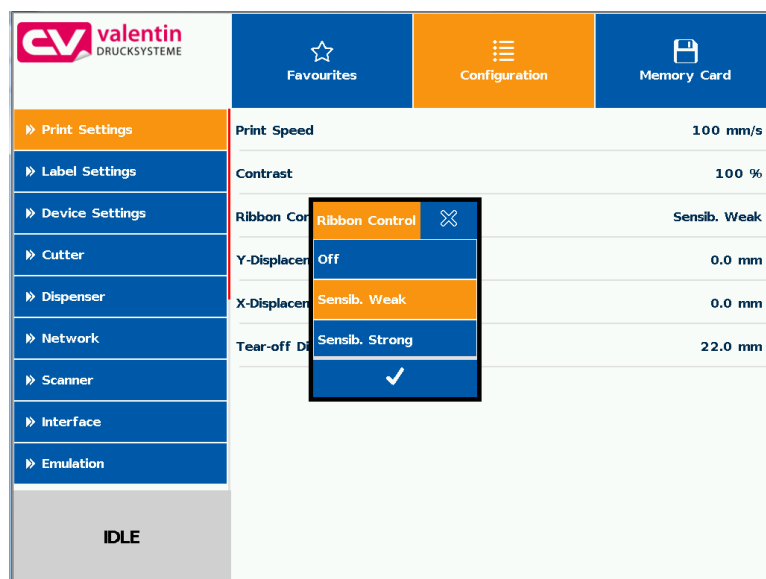 valentin
DRUCKSYSTEME
Favourites
Configuration
Memory Card
» Print Settings
» Label Settings
» Device Settings
» Cutter
» Dispenser
» Network
» Scanner
» Interface
» Emulation
IDLE
Print Speed 100 mm/s
Contrast 100 %
Ribbon Cor Sensib. Weak
Y-Displacen 0.0 mm
X-Displacen 0.0 mm
Tear-off Di 22.0 mm
Ribbon Control
Off
Sensib. Weak
Sensib. Strong